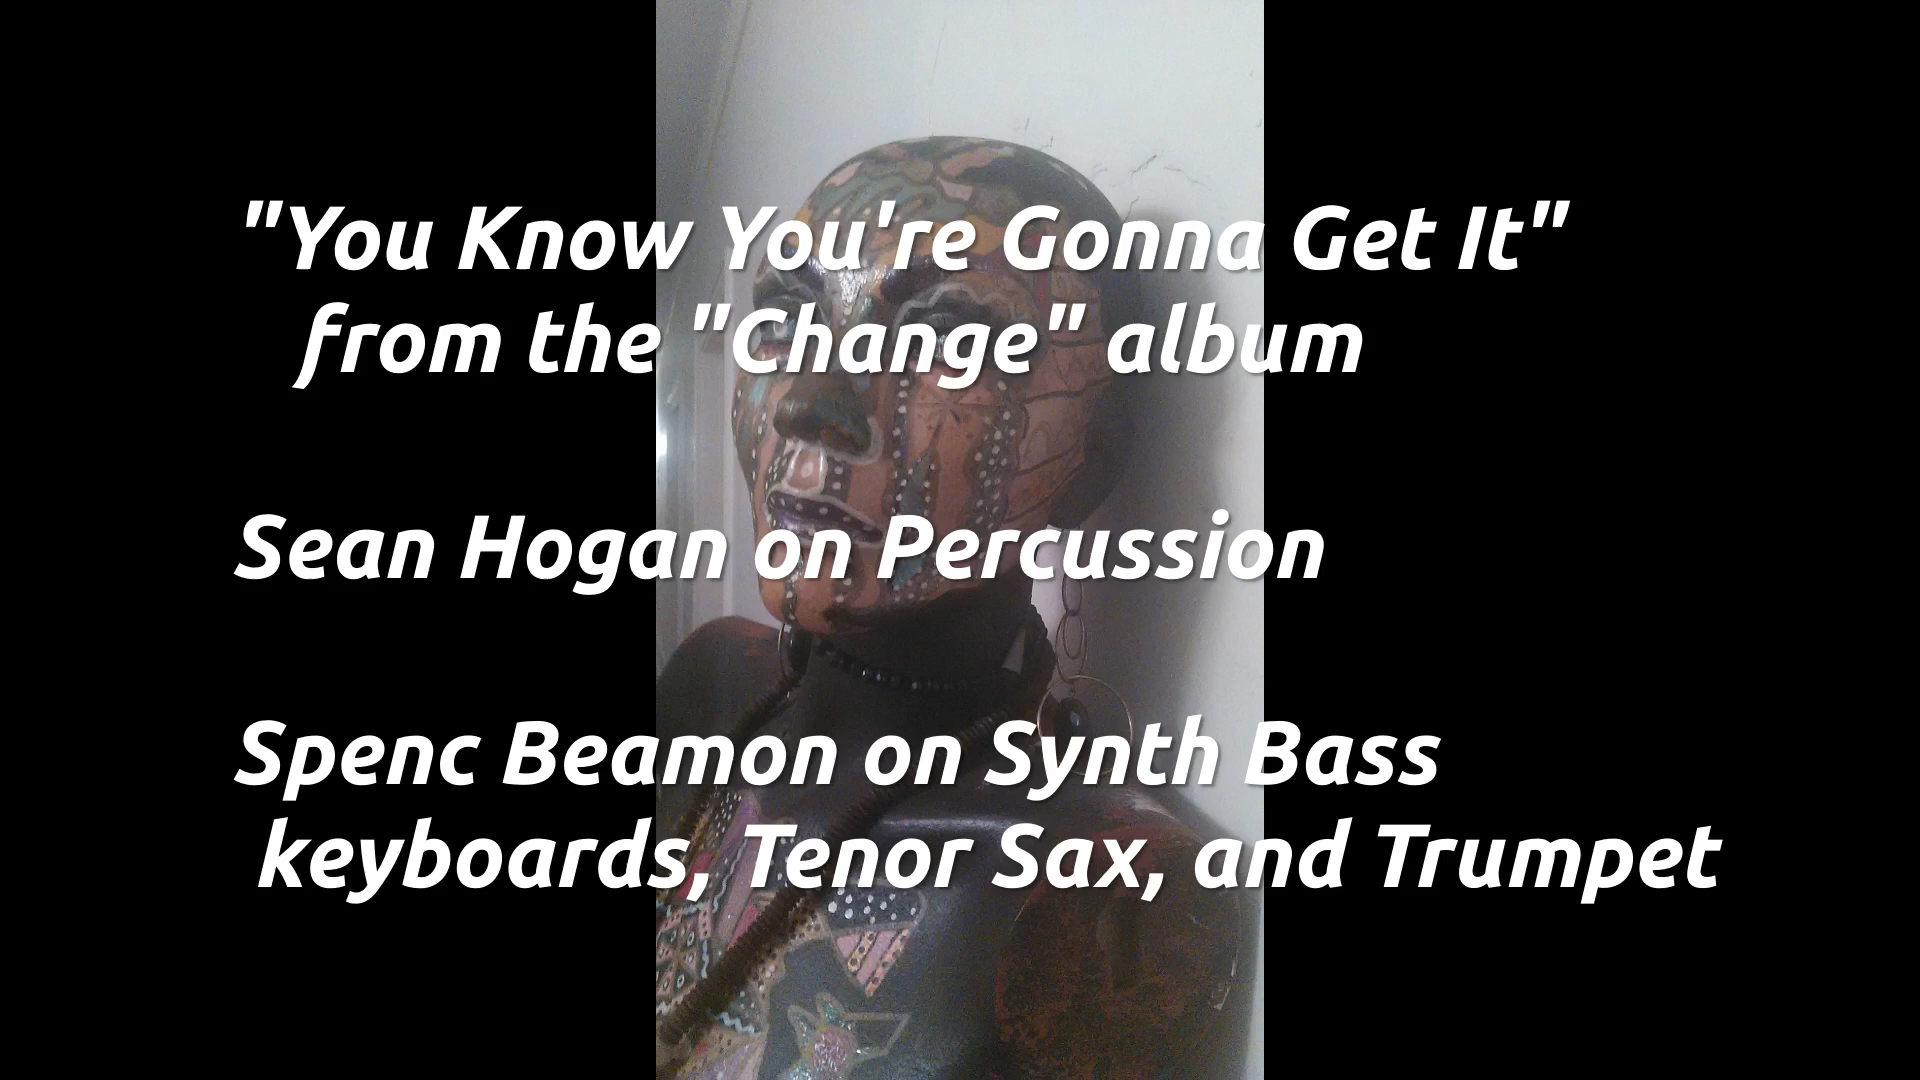 "You Know You're Gonna Get It"
from the "Change" album
Sean Hogan on Percussion
Spenc Beamon on Synth Bass
keyboards, Tenor Sax, and Trumpet